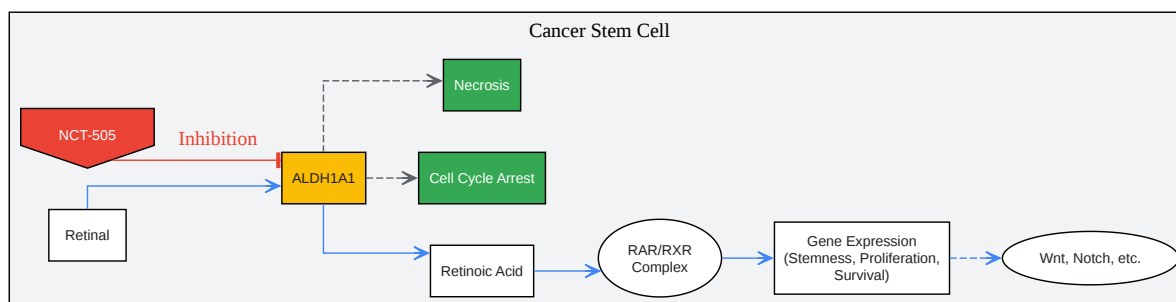 Cancer Stem Cell
Necrosis
NCT-505
Inhibition
ALDH1A1
Cell Cycle Arrest
Retinal
Retinoic Acid
RAR/RXR
Complex
Gene Expression
(Stemness, Proliferation,
Survival)
Wnt, Notch, etc.